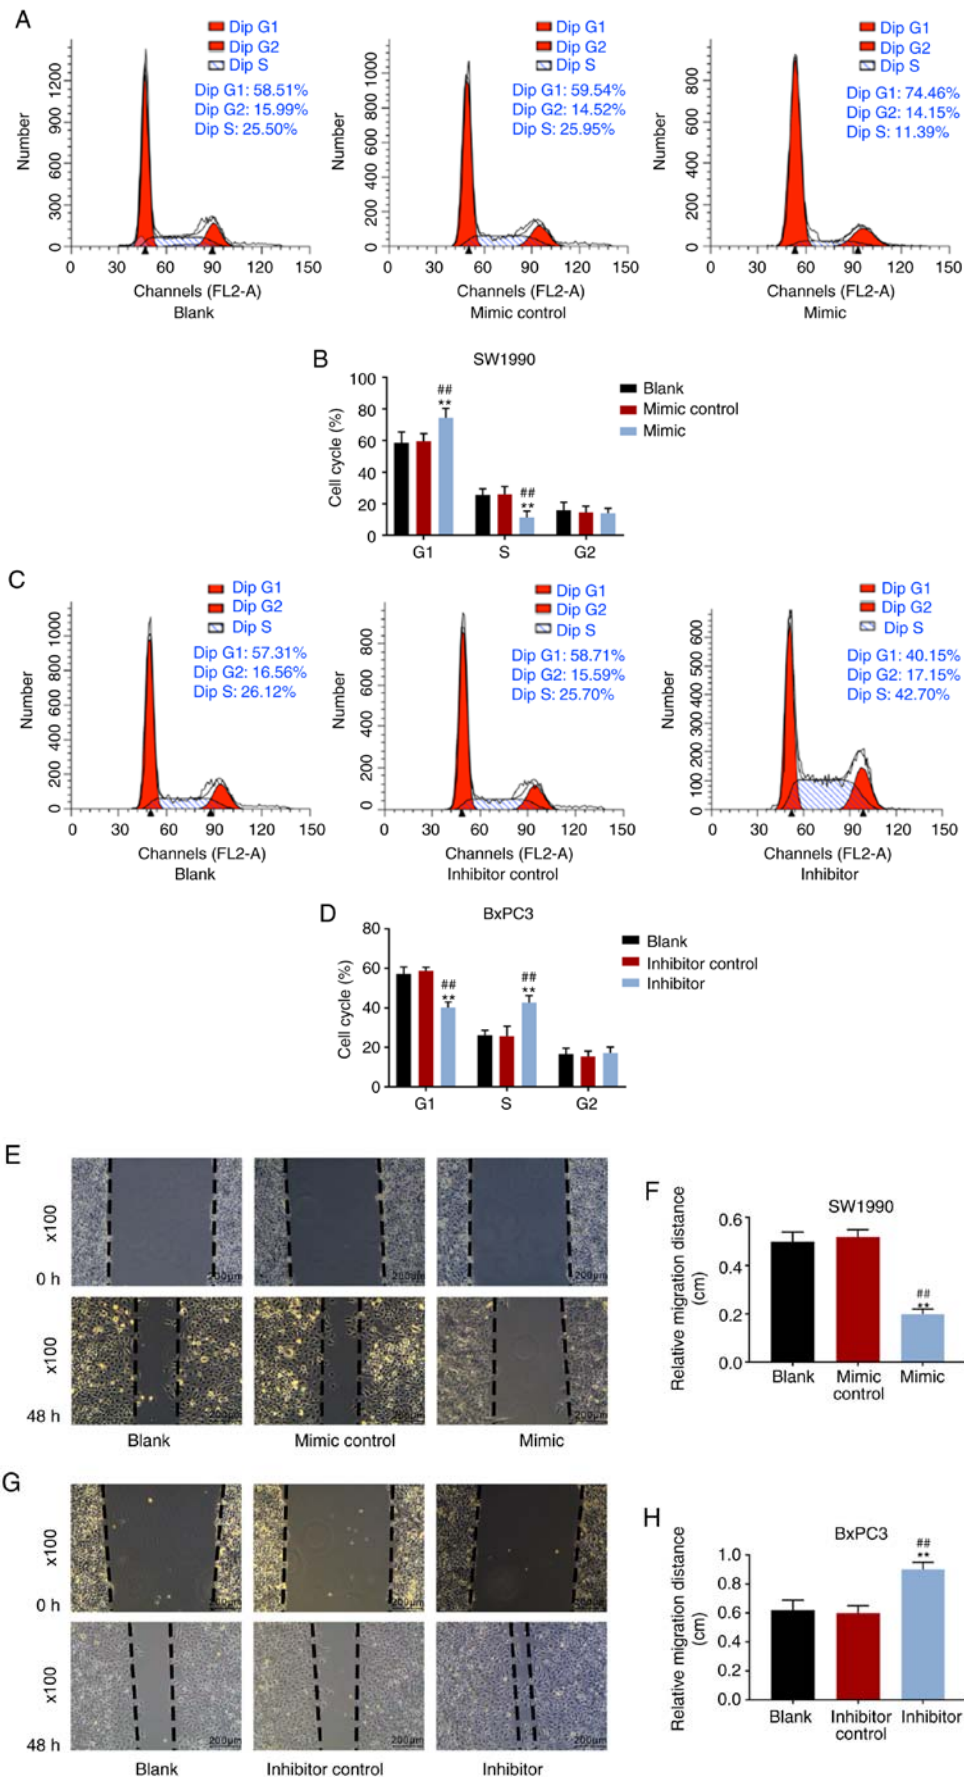 A
Dip G1
Dip G2
Dip S
Dip G1: 58.51%
Dip G2: 15.99%
Dip S: 25.50%
Number
1200
900
600
300
0
0 30 60 90 120 150
Channels (FL2-A)
Blank
Dip G1
Dip G2
Dip S
Dip G1: 59.54%
Dip G2: 14.52%
Dip S: 25.95%
Number
1000
800
600
400
200
0
0 30 60 90 120 150
Channels (FL2-A)
Mimic control
Dip G1
Dip G2
Dip S
Dip G1: 74.46%
Dip G2: 14.15%
Dip S: 11.39%
Number
800
600
400
200
0
0 30 60 90 120 150
Channels (FL2-A)
Mimic
B
SW1990
Cell cycle (%)
100
80
60
40
20
0
##
**
##
**
G1 S G2
Blank
Mimic control
Mimic
C
Dip G1
Dip G2
Dip S
Dip G1: 57.31%
Dip G2: 16.56%
Dip S: 26.12%
Number
1000
800
600
400
200
0
0 30 60 90 120 150
Channels (FL2-A)
Blank
Dip G1
Dip G2
Dip S
Dip G1: 58.71%
Dip G2: 15.59%
Dip S: 25.70%
Number
800
600
400
200
0
0 30 60 90 120 150
Channels (FL2-A)
Inhibitor control
Dip G1
Dip G2
Dip S
Dip G1: 40.15%
Dip G2: 17.15%
Dip S: 42.70%
Number
600
500
400
300
200
100
0
0 30 60 90 120 150
Channels (FL2-A)
Inhibitor
D
BxPC3
Cell cycle (%)
80
60
40
20
0
##
**
##
**
G1 S G2
Blank
Inhibitor control
Inhibitor
E
x100
0 h
200μm 200μm 200μm
x100
48 h
200μm 200μm 200μm
Blank Mimic control Mimic
F
SW1990
Relative migration distance
(cm)
0.6
0.4
0.2
0.0
##
**
Blank Mimic
control Mimic
G
x100
0 h
200μm 200μm 200μm
x100
48 h
200μm 200μm 200μm
Blank Inhibitor control Inhibitor
H
BxPC3
Relative migration distance
(cm)
1.0
0.8
0.6
0.4
0.2
0.0
##
**
Blank Inhibitor
control Inhibitor